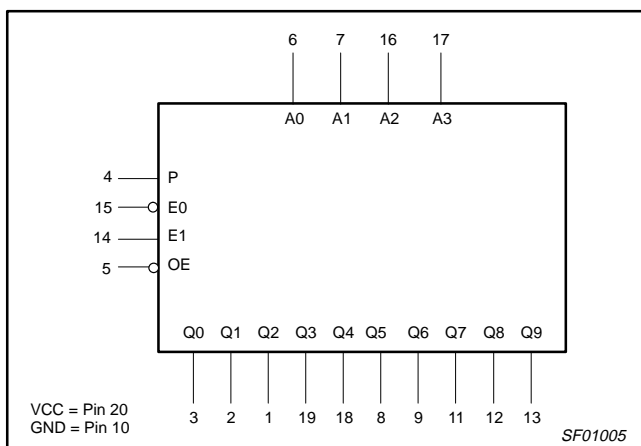 6 7 16 17
A0 A1 A2 A3
4 P
15 E0
14 E1
5 OE
Q0 Q1 Q2 Q3 Q4 Q5 Q6 Q7 Q8 Q9
3 2 1 19 18 8 9 11 12 13
VCC = Pin 20
GND = Pin 10
SF01005